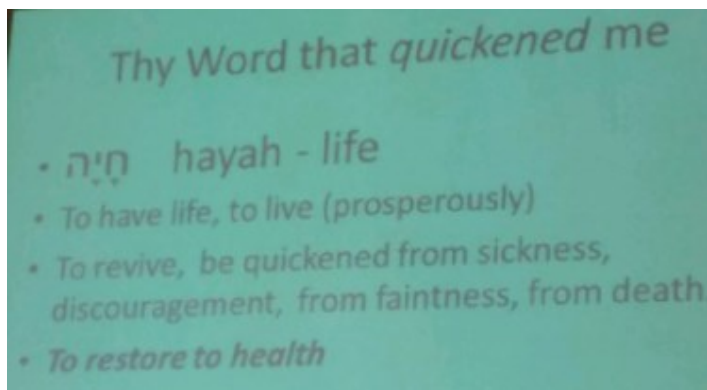 Thy Word that quickened me
• חָיָה hayah - life
• To have life, to live (prosperously)
• To revive, be quickened from sickness,
discouragement, from faintness, from death
• To restore to health